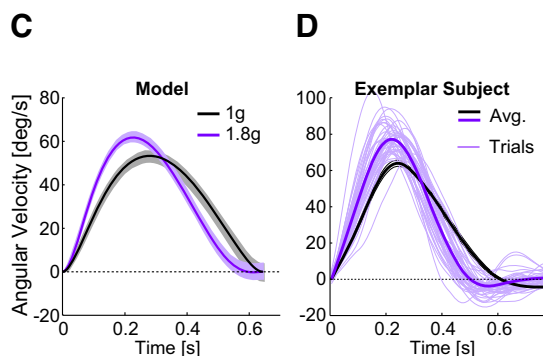 C
Model
1g
1.8g
Angular Velocity [deg/s]
80
60
40
20
0
-20
0
0.2
0.4
0.6
Time [s]
D
Exemplar Subject
Avg.
Trials
100
80
60
40
20
0
-20
0
0.2
0.4
0.6
Time [s]